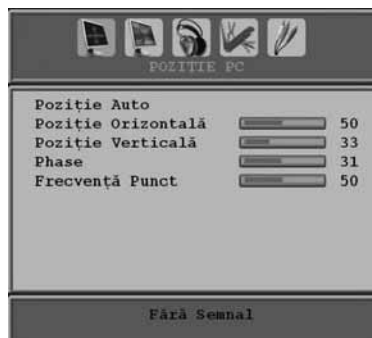 POZIȚIE PC
Poziție Auto
Poziție Orizontală 50
Poziție Verticală 33
Phase 31
Frecvență Punct 50
Fără Semnal